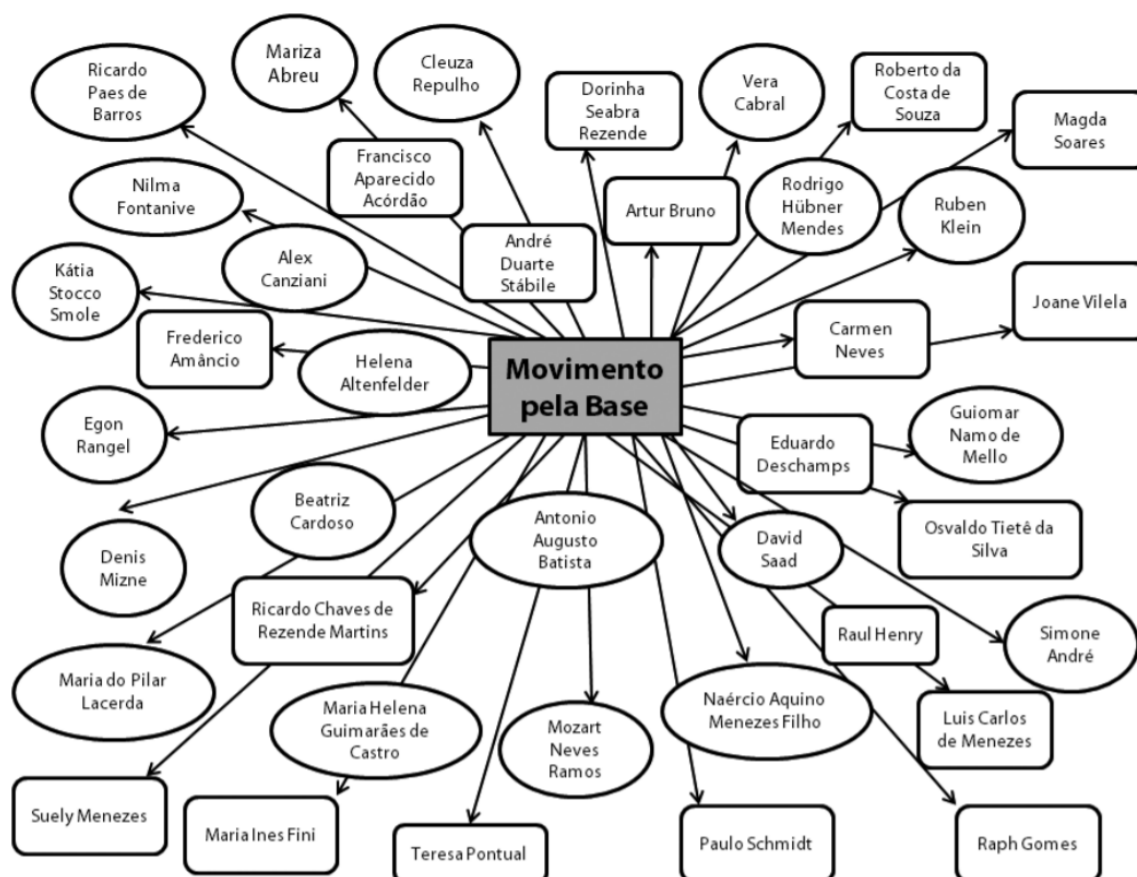 Ricardo
Paes de
Barros
Mariza
Abreu
Cleuza
Repulho
Dorinha
Seabra
Rezende
Vera
Cabral
Roberto da
Costa de
Souza
Magda
Soares
Nilma
Fontanive
Francisco
Aparecido
Acórdão
Artur Bruno
Rodrigo
Hübner
Mendes
Ruben
Klein
Kátia
Stocco
Smole
Alex
Canziani
André
Duarte
Stábile
Joane Vilela
Frederico
Amâncio
Helena
Altenfelder
Movimento
pela Base
Carmen
Neves
Egon
Rangel
Eduardo
Deschamps
Guiomar
Namo de
Mello
Beatriz
Cardoso
Antonio
Augusto
Batista
David
Saad
Osvaldo Tietê da
Silva
Denis
Mizne
Ricardo Chaves de
Rezende Martins
Raul Henry
Simone
André
Maria do Pilar
Lacerda
Maria Helena
Guimarães de
Castro
Mozart
Neves
Ramos
Naércio Aquino
Menezes Filho
Luis Carlos
de Menezes
Suely Menezes
Maria Ines Fini
Teresa Pontual
Paulo Schmidt
Raph Gomes